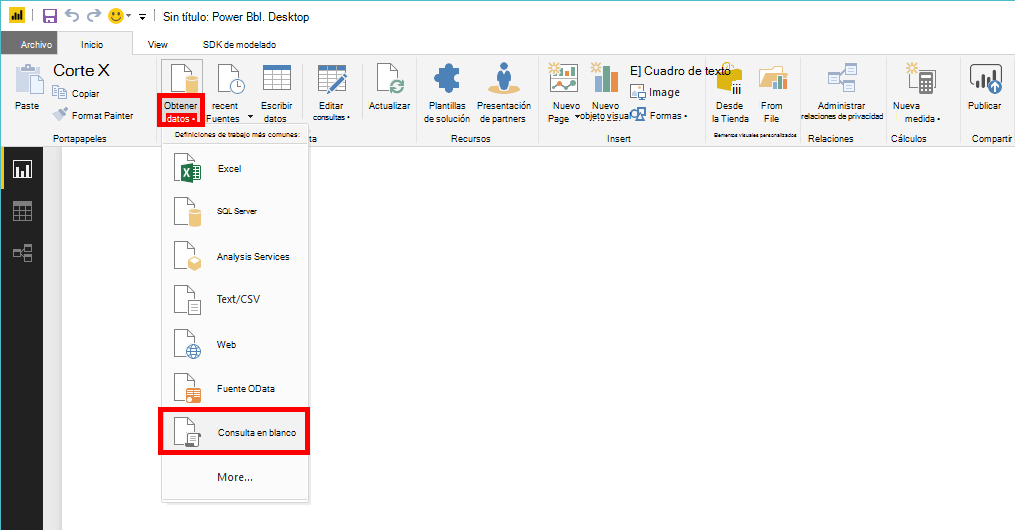 Sin título: Power Bbl. Desktop
Archivo
Inicio
View
SDK de modelado
Paste
Corte X
Copiar
Format Painter
Portapapeles
Obtener
datos
recent
Fuentes
Escribir
datos
Editar
consultas
Actualizar
ta
Plantillas
de solución
Presentación
de partners
Recursos
Nuevo
Page
Nuevo
objeto visual
E] Cuadro de texto
Image
Formas
Insert
Desde
la Tienda
From
File
Elementos visuales personalizados
Administrar
relaciones de privacidad
Relaciones
Nueva
medida
Cálculos
Publicar
Compartir
Definiciones de trabajo más comunes:
Excel
SQL Server
Analysis Services
Text/CSV
Web
Fuente OData
Consulta en blanco
More...